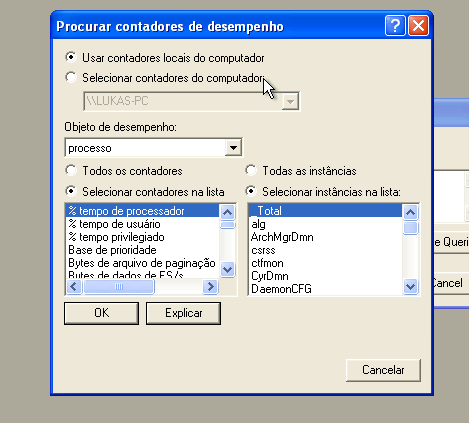 Procurar contadores de desempenho
Usar contadores locais do computador
Selecionar contadores do computador:
\\LUKAS-PC
Objeto de desempenho:
processo
Todos os contadores
Todas as instâncias
Selecionar contadores na lista
Selecionar instâncias na lista:
% tempo de processador
% tempo de usuário
% tempo privilegiado
Base de prioridade
Bytes de arquivo de paginação
Bytes de dados de ES/s
_Total
alg
ArchMgrDmn
csrss
ctfmon
CyrDmn
DaemonCFG
OK
Explicar
Cancelar
e Queri
Cancel